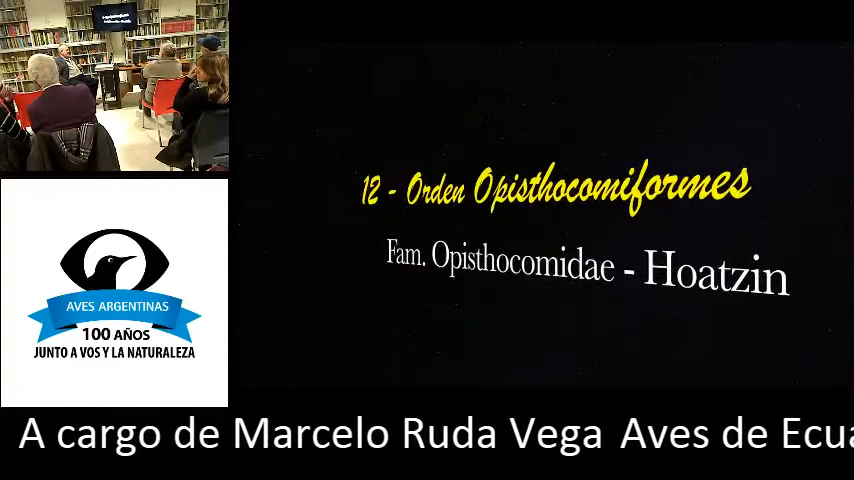 12 - Orden Opisthocomiformes
Fam. Opisthocomidae - Hoatzin
AVES ARGENTINAS
100 AÑOS
JUNTO A VOS Y LA NATURALEZA
A cargo de Marcelo Ruda Vega Aves de Ecua